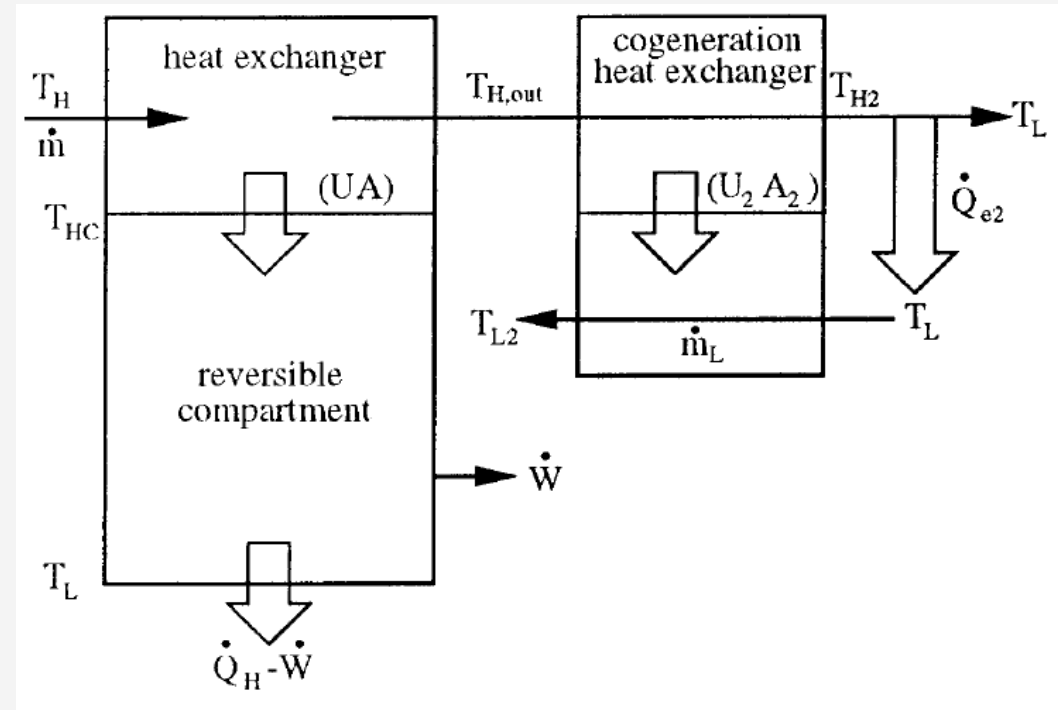 heat exchanger
cogeneration
heat exchanger
T_H
ṁ
T_H,out
T_H2
T_L
(UA)
(U_2 A_2)
Q̇_e2
T_HC
T_L2
ṁ_L
T_L
reversible
compartment
Ẇ
T_L
Q̇_H-Ẇ